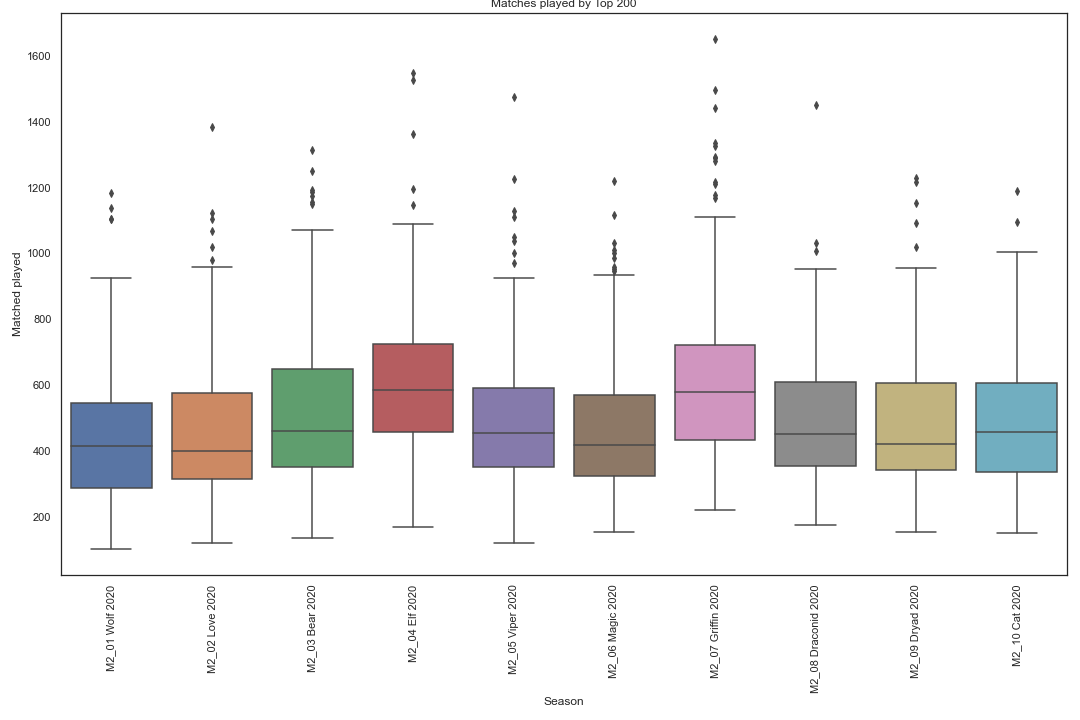 Matches played by Top 200
1600
1400
1200
1000
800
600
400
200
Matched played
M2_01 Wolf 2020
M2_02 Love 2020
M2_03 Bear 2020
M2_04 Elf 2020
M2_05 Viper 2020
M2_06 Magic 2020
M2_07 Griffin 2020
M2_08 Draconid 2020
M2_09 Dryad 2020
M2_10 Cat 2020
Season